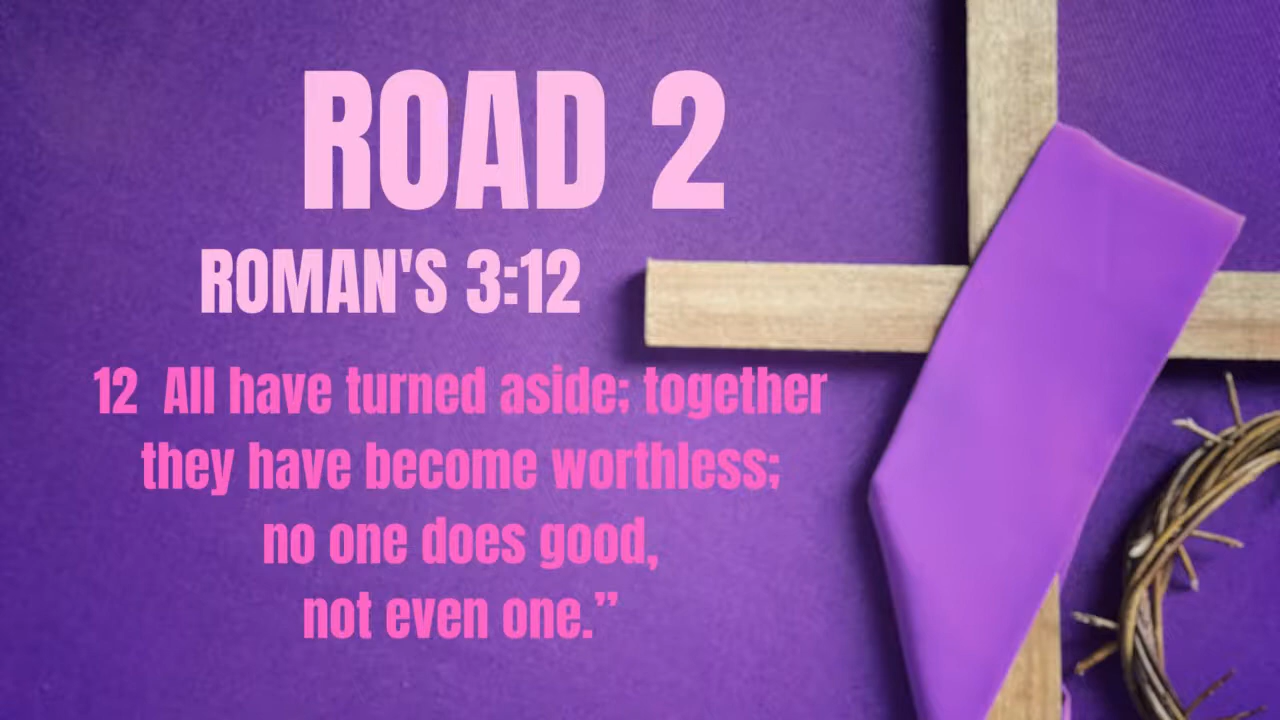 ROAD 2
ROMAN'S 3:12
12  All have turned aside; together
they have become worthless;
no one does good,
not even one.”